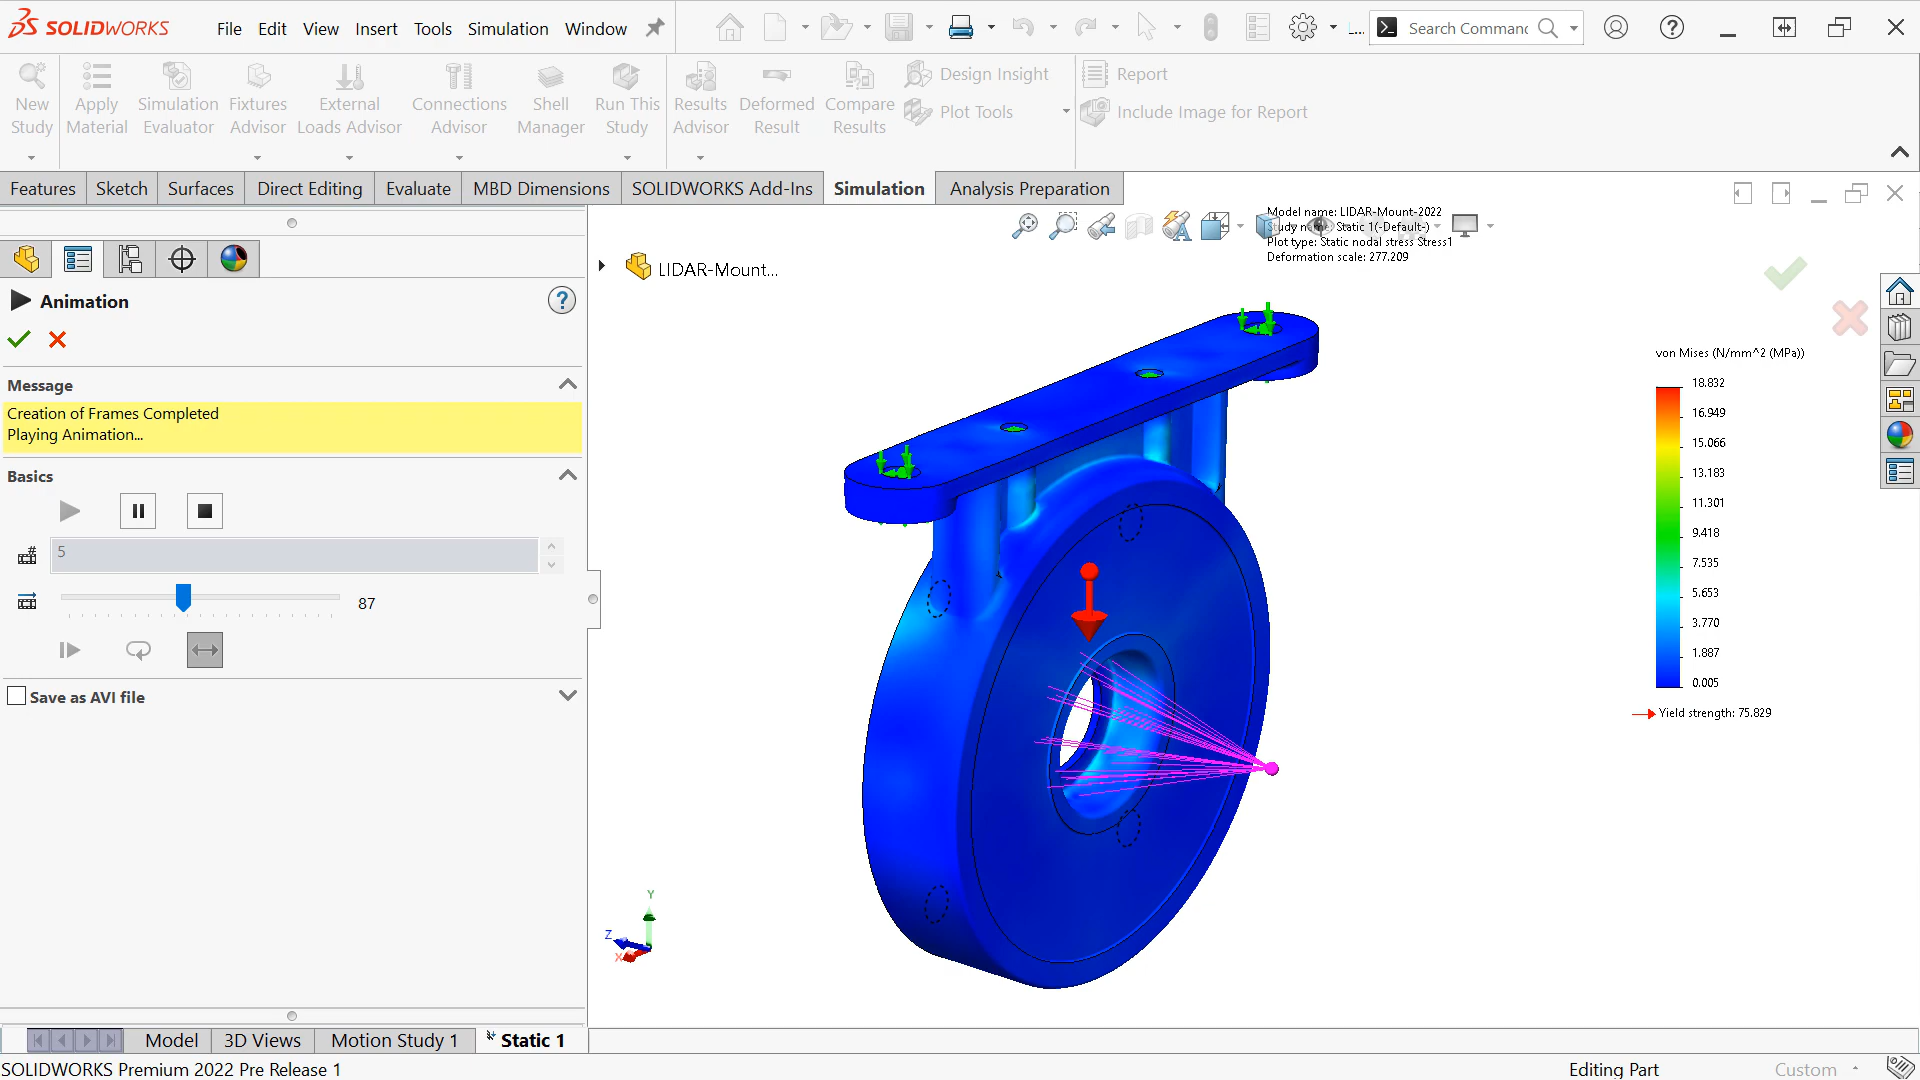 SOLIDWORKS
File Edit View Insert Tools Simulation Window
L...
Search Comman
New Study
Apply Material
Simulation Evaluator
Fixtures Advisor
External Loads Advisor
Connections Advisor
Shell Manager
Run This Study
Results Advisor
Deformed Result
Compare Results
Design Insight
Plot Tools
Report
Include Image for Report
Features Sketch Surfaces Direct Editing Evaluate MBD Dimensions SOLIDWORKS Add-Ins Simulation Analysis Preparation
Model name: LIDAR-Mount-2022
Study name: Static 1(-Default-)
Plot type: Static nodal stress Stress1
Deformation scale: 277.209
LIDAR-Mount...
Animation
Message
Creation of Frames Completed
Playing Animation...
Basics
5
87
Save as AVI file
von Mises (N/mm^2 (MPa))
18.832
16.949
15.066
13.183
11.301
9.418
7.535
5.653
3.770
1.887
0.005
Yield strength: 75.829
Y
Z
X
Model 3D Views Motion Study 1 Static 1
SOLIDWORKS Premium 2022 Pre Release 1
Editing Part
Custom